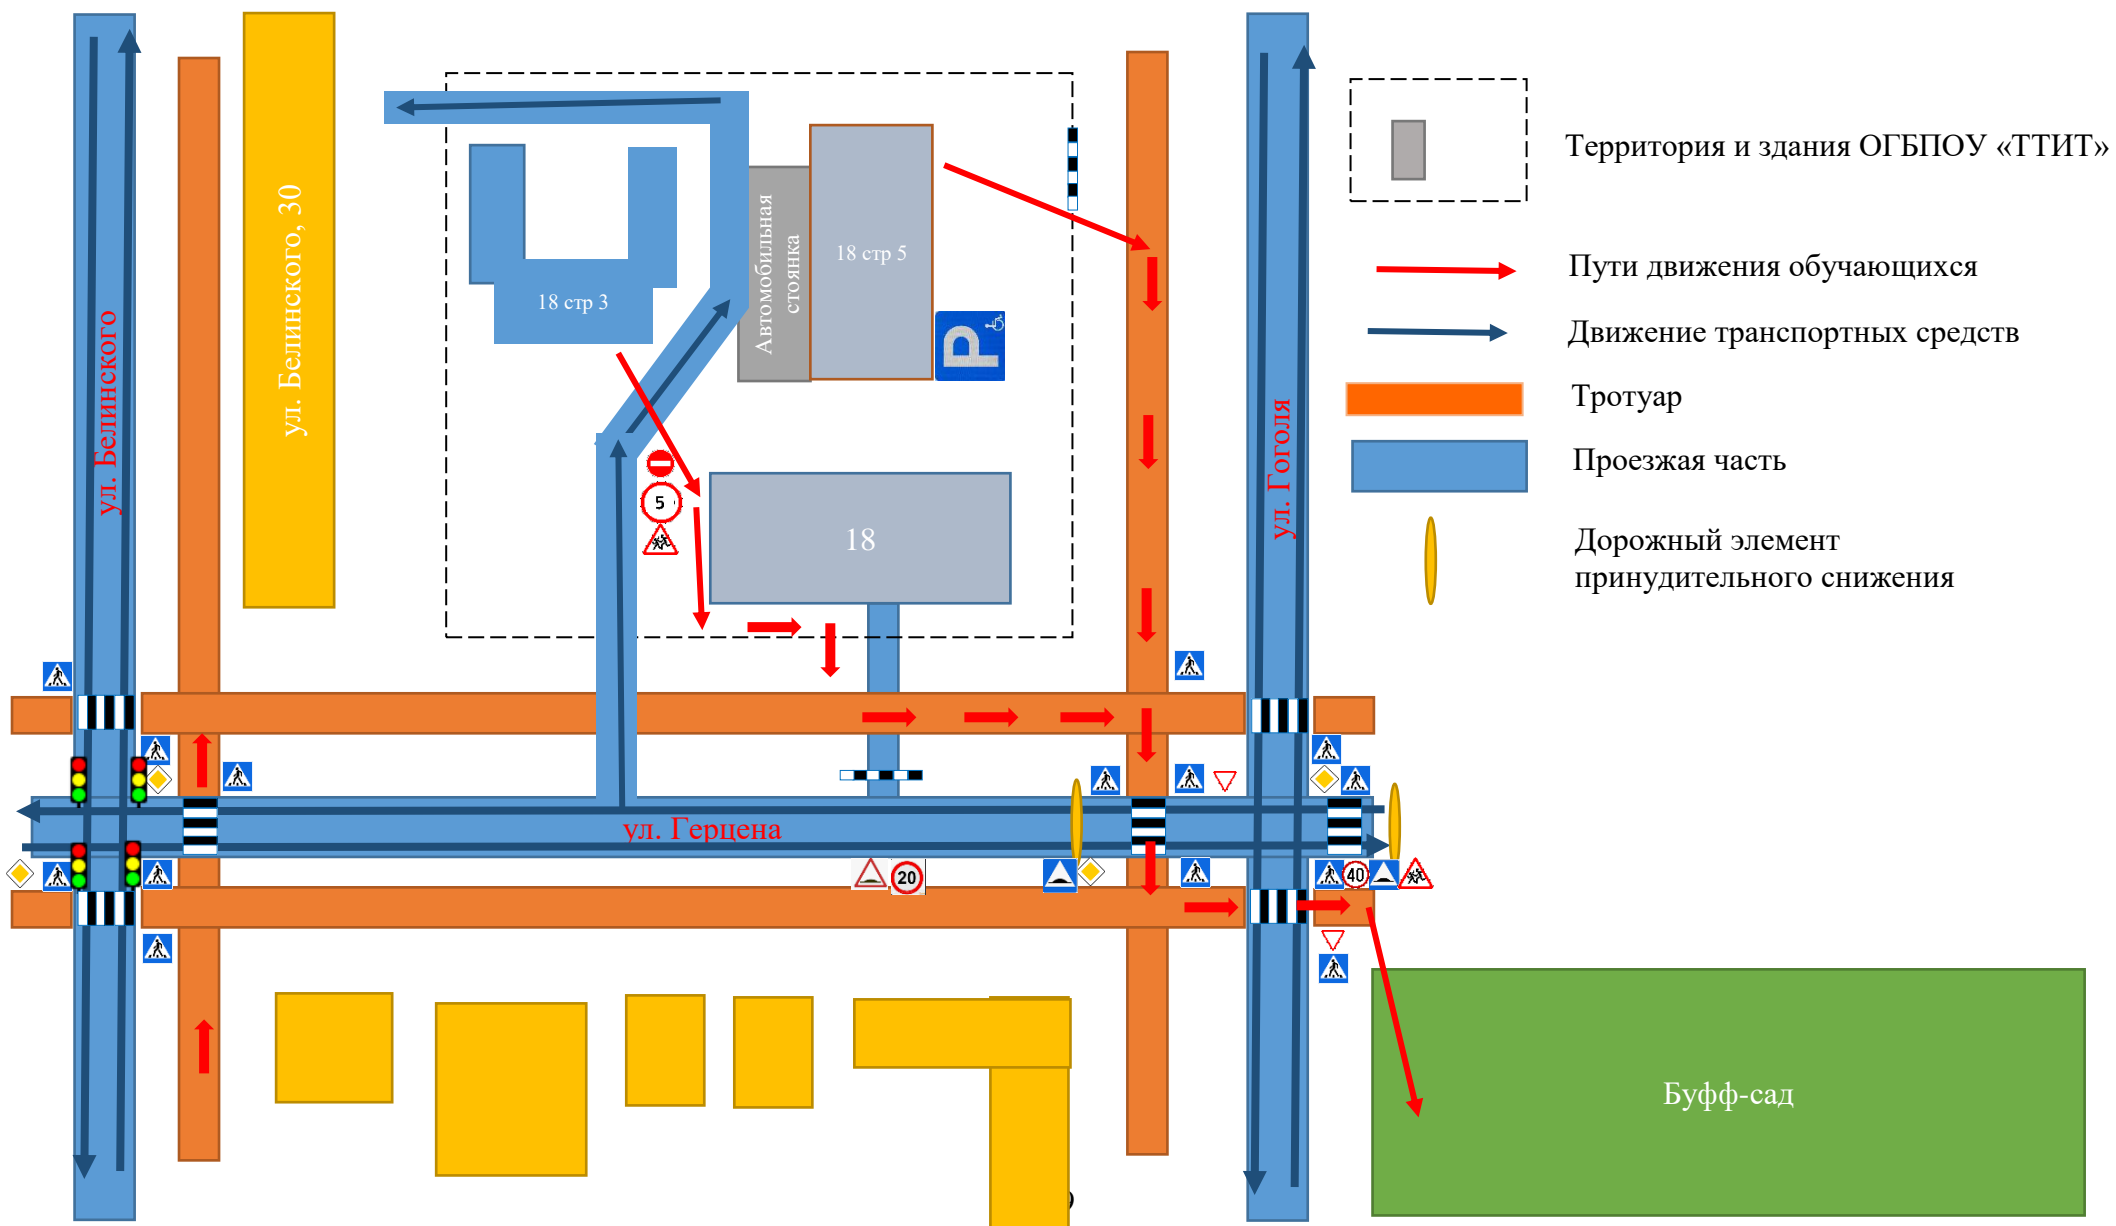 ул. Белинского
ул. Белинского, 30
18 стр 3
Автомобильная
стоянка
18 стр 5
P
5
18
ул. Гоголя
ул. Герцена
20
40
Буфф-сад
Территория и здания ОГБПОУ «ТТИТ»
Пути движения обучающихся
Движение транспортных средств
Тротуар
Проезжая часть
Дорожный элемент
принудительного снижения